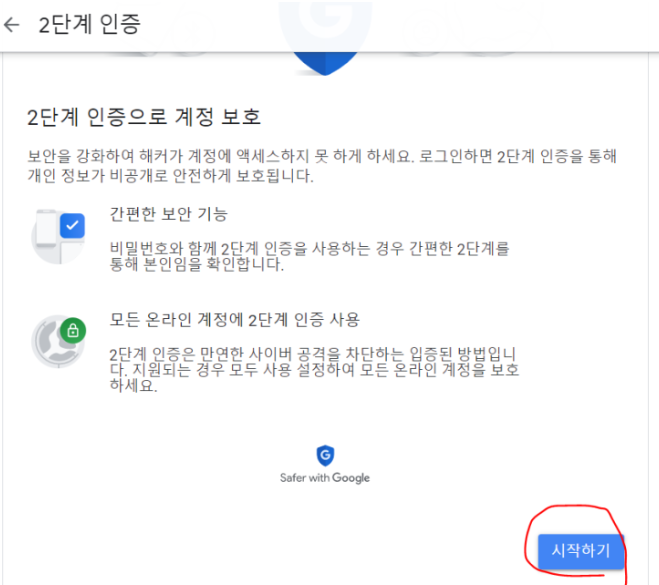 ← 2단계 인증
2단계 인증으로 계정 보호
보안을 강화하여 해커가 계정에 액세스하지 못 하게 하세요. 로그인하면 2단계 인증을 통해
개인 정보가 비공개로 안전하게 보호됩니다.
간편한 보안 기능
비밀번호와 함께 2단계 인증을 사용하는 경우 간편한 2단계를
통해 본인임을 확인합니다.
모든 온라인 계정에 2단계 인증 사용
2단계 인증은 만연한 사이버 공격을 차단하는 입증된 방법입니
다. 지원되는 경우 모두 사용 설정하여 모든 온라인 계정을 보호
하세요.
G
Safer with Google
시작하기